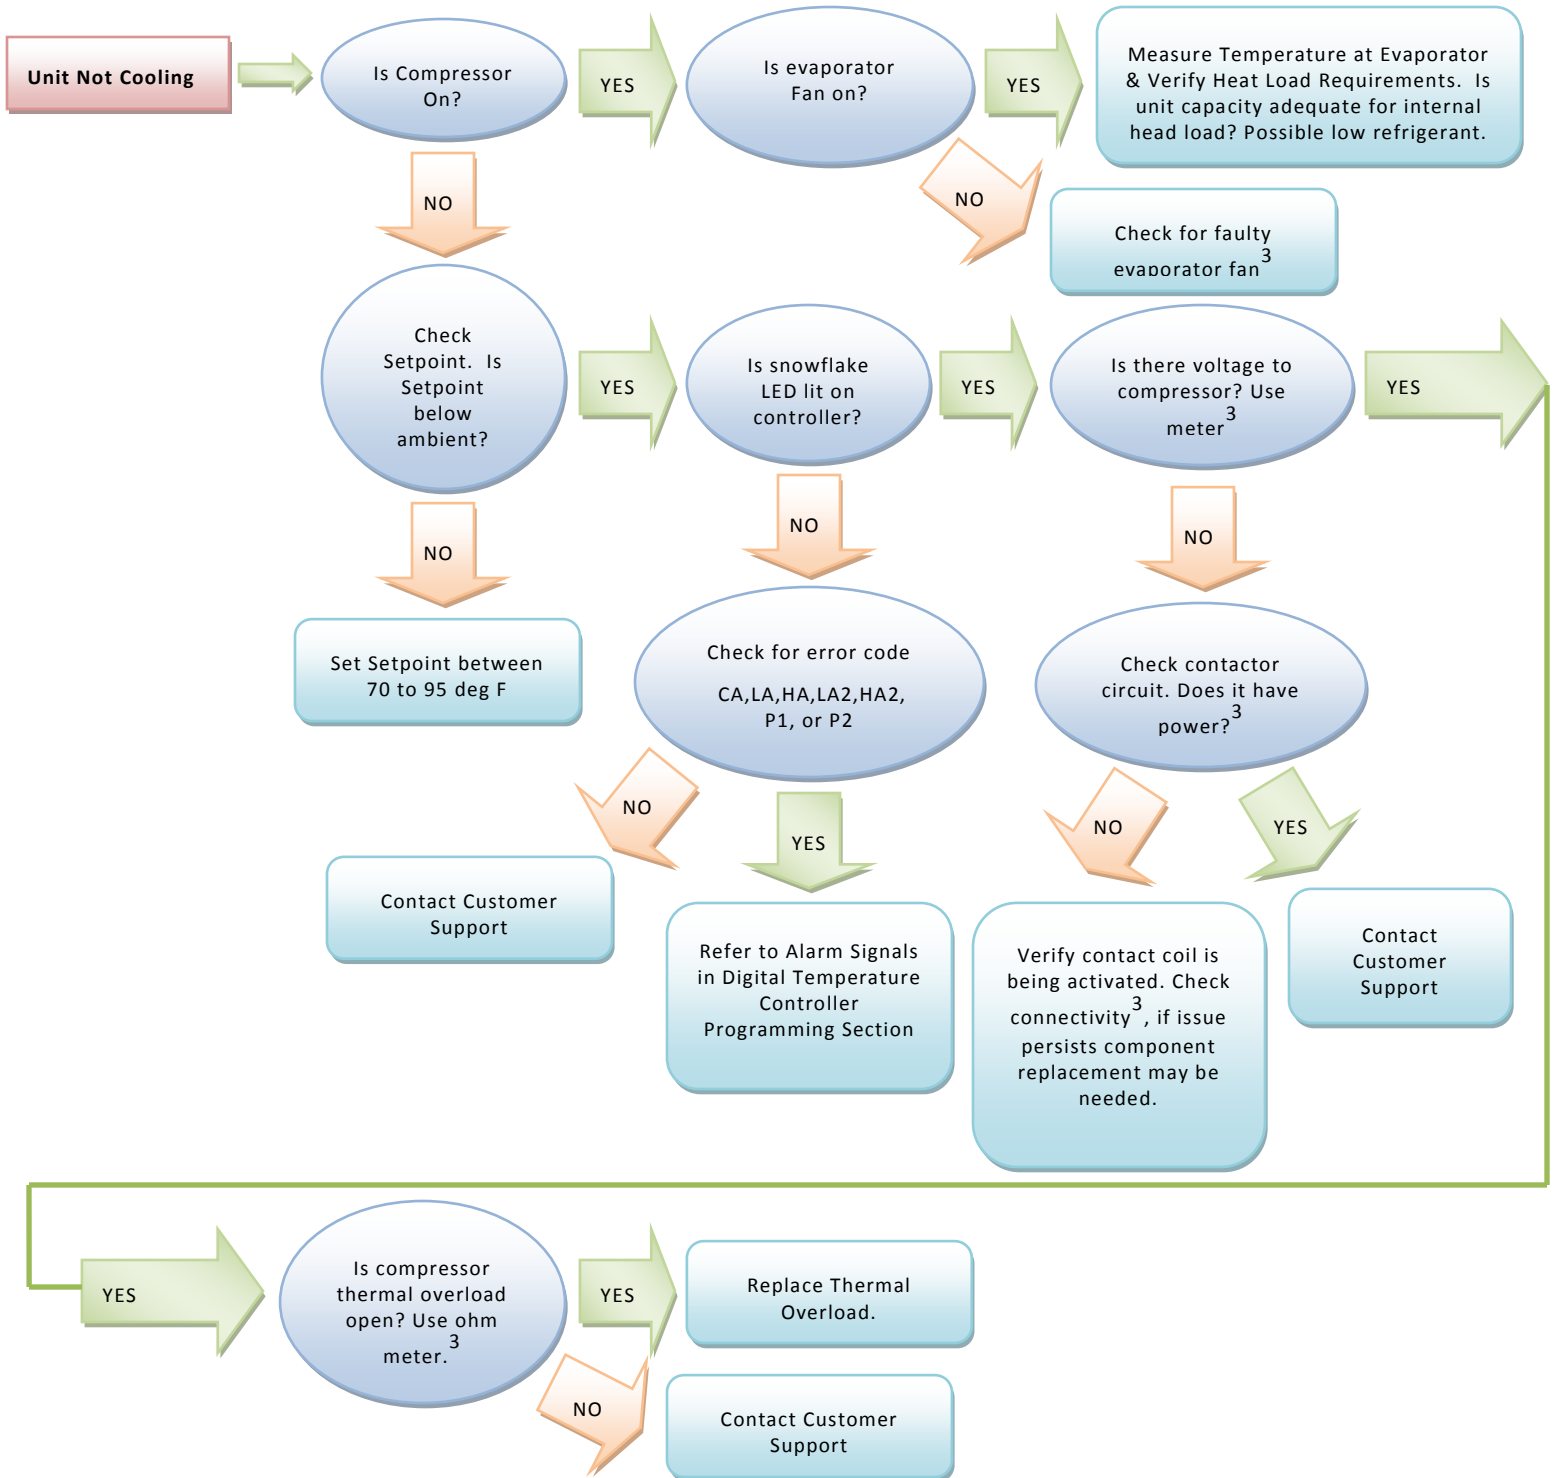 Unit Not Cooling
Is Compressor
On?
YES
Is evaporator
Fan on?
YES
Measure Temperature at Evaporator
& Verify Heat Load Requirements. Is
unit capacity adequate for internal
head load? Possible low refrigerant.
NO
NO
Check for faulty
evaporator fan3
Check
Setpoint. Is
Setpoint
below
ambient?
YES
Is snowflake
LED lit on
controller?
YES
Is there voltage to
compressor? Use
meter3
YES
NO
NO
NO
Set Setpoint between
70 to 95 deg F
Check for error code
CA,LA,HA,LA2,HA2,
P1, or P2
Check contactor
circuit. Does it have
power?3
NO
YES
NO
YES
Contact Customer
Support
Refer to Alarm Signals
in Digital Temperature
Controller
Programming Section
Verify contact coil is
being activated. Check
connectivity3, if issue
persists component
replacement may be
needed.
Contact
Customer
Support
YES
Is compressor
thermal overload
open? Use ohm
meter.3
YES
Replace Thermal
Overload.
NO
Contact Customer
Support